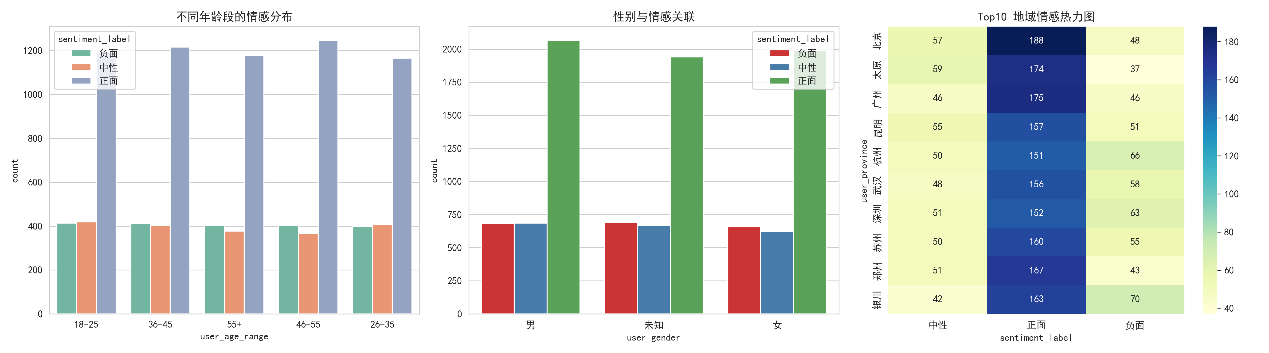 不同年龄段的情感分布
sentiment_label
负面
中性
正面
1200
1000
800
600
400
200
0
count
18-25
36-45
55+
46-55
26-35
user_age_range
性别与情感关联
sentiment_label
负面
中性
正面
2000
1750
1500
1250
1000
750
500
250
0
count
男
未知
女
user_gender
Top10 地域情感热力图
user_province
北京 57 188 48
太原 59 174 37
广州 46 175 46
昆明 55 157 51
杭州 50 151 66
武汉 48 156 58
深圳 51 152 63
苏州 50 160 55
郑州 51 167 43
银川 42 163 70
中性 正面 负面
sentiment_label
180
160
140
120
100
80
60
40